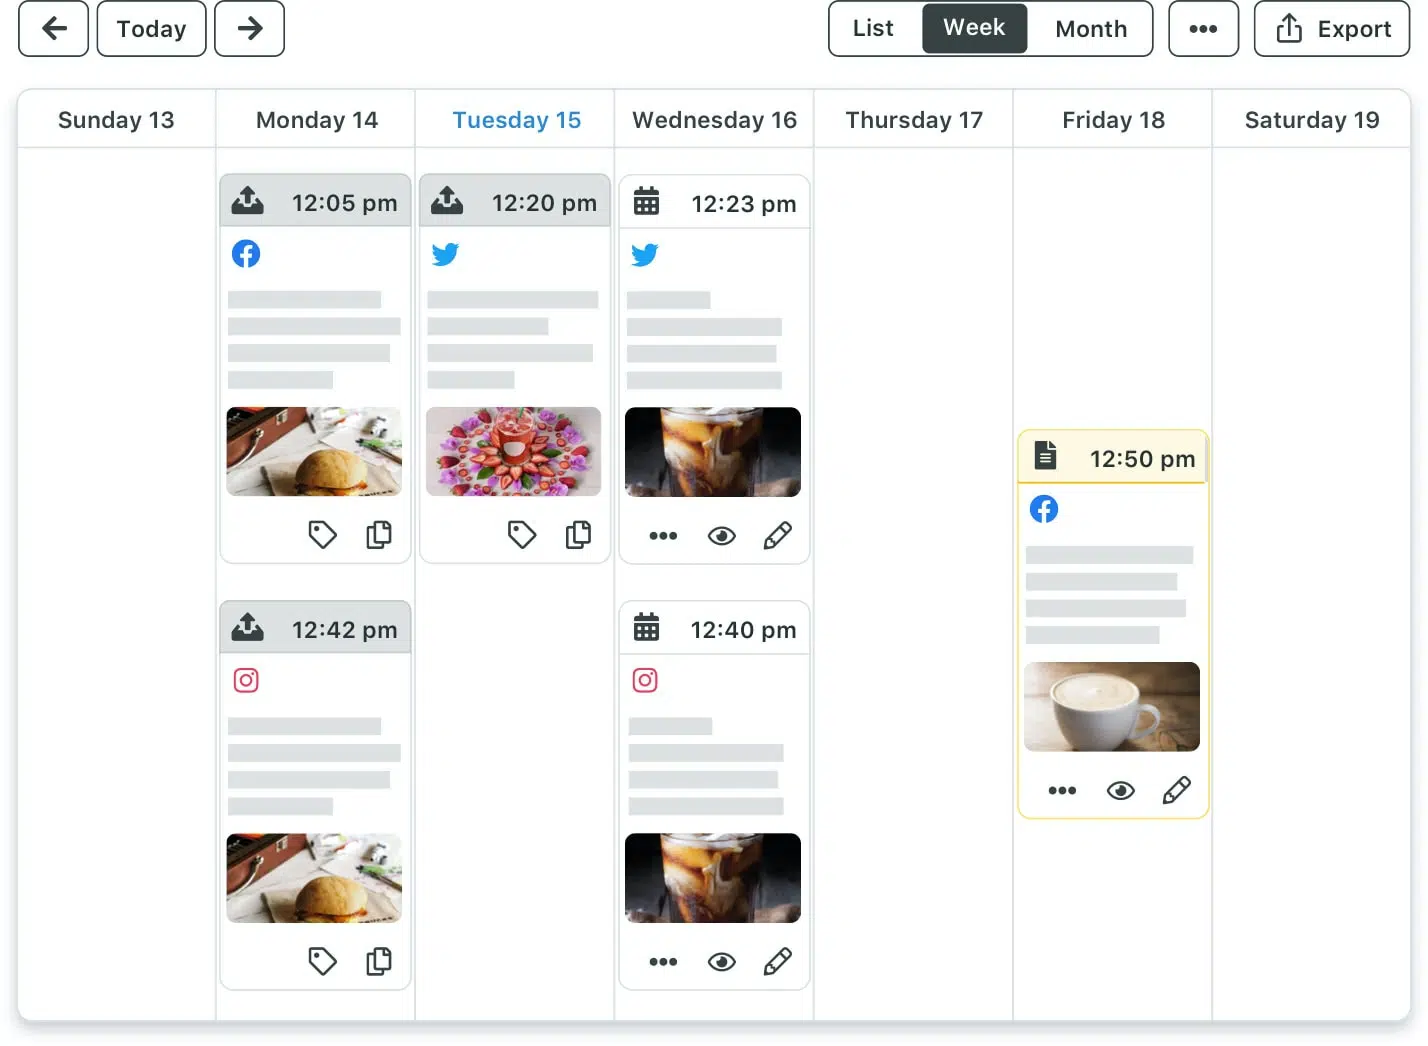 Today
List
Week
Month
Export
Sunday 13
Monday 14
Tuesday 15
Wednesday 16
Thursday 17
Friday 18
Saturday 19
12:05 pm
12:20 pm
12:23 pm
12:50 pm
12:42 pm
12:40 pm